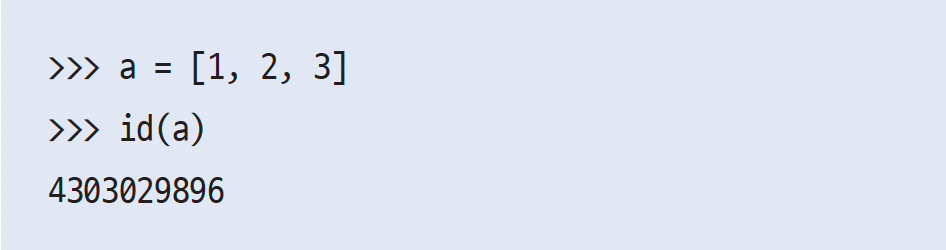 >>> a = [1, 2, 3]
>>> id(a)
4303029896